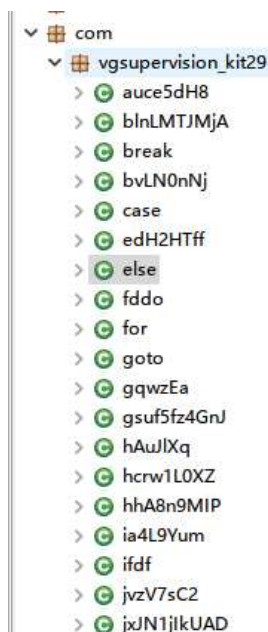 com
vgsupervision_kit29
auce5dH8
blnLMTJMjA
break
bvLN0nNj
case
edH2HTff
else
fddo
for
goto
gqwzEa
gsuf5fz4GnJ
hAuJlXq
hcrw1L0XZ
hhA8n9MIP
ia4L9Yum
ifdf
jvzV7sC2
jxJN1jlkUAD